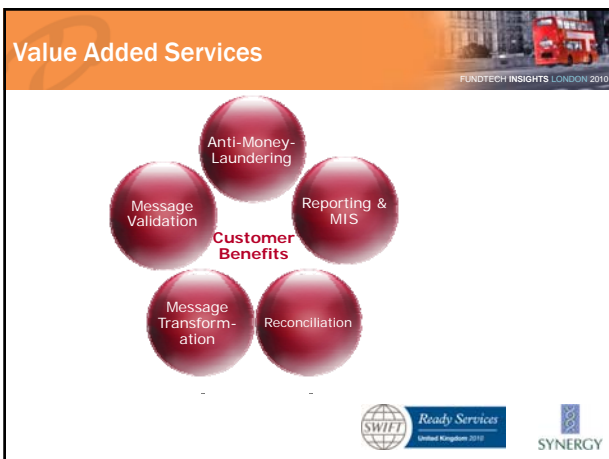 Value Added Services
FUNDTECH INSIGHTS LONDON 2010
Anti-Money-
Laundering
Message
Validation
Reporting &
MIS
Customer
Benefits
Message
Transform-
ation
Reconciliation
SWIFT
Ready Services
United Kingdom 2010
SYNERGY